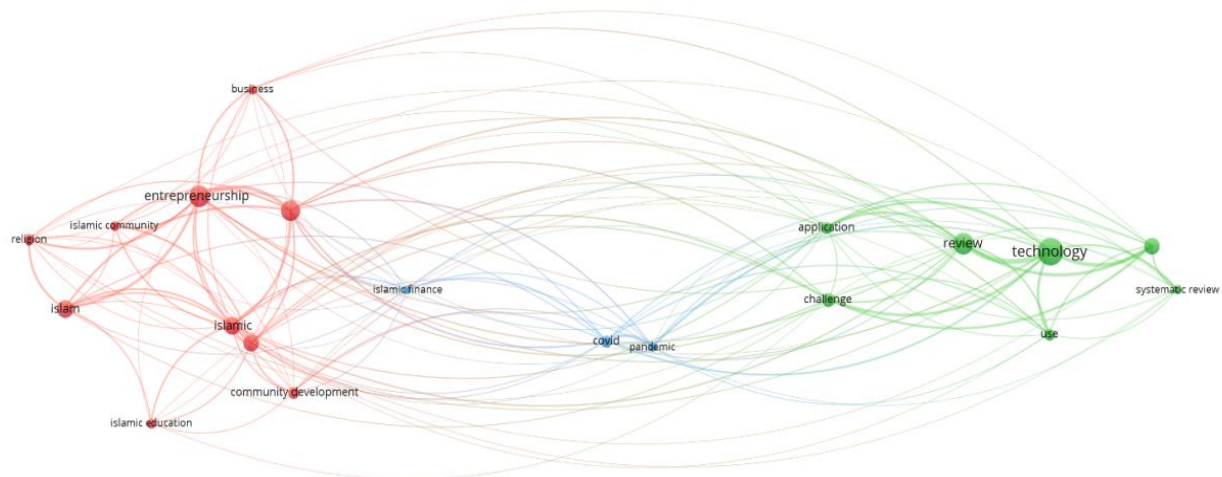 business
entrepreneurship
islamic community
religion
islam
islamic
community development
islamic education
islamic finance
covid
pandemic
application
review
technology
challenge
systematic review
use